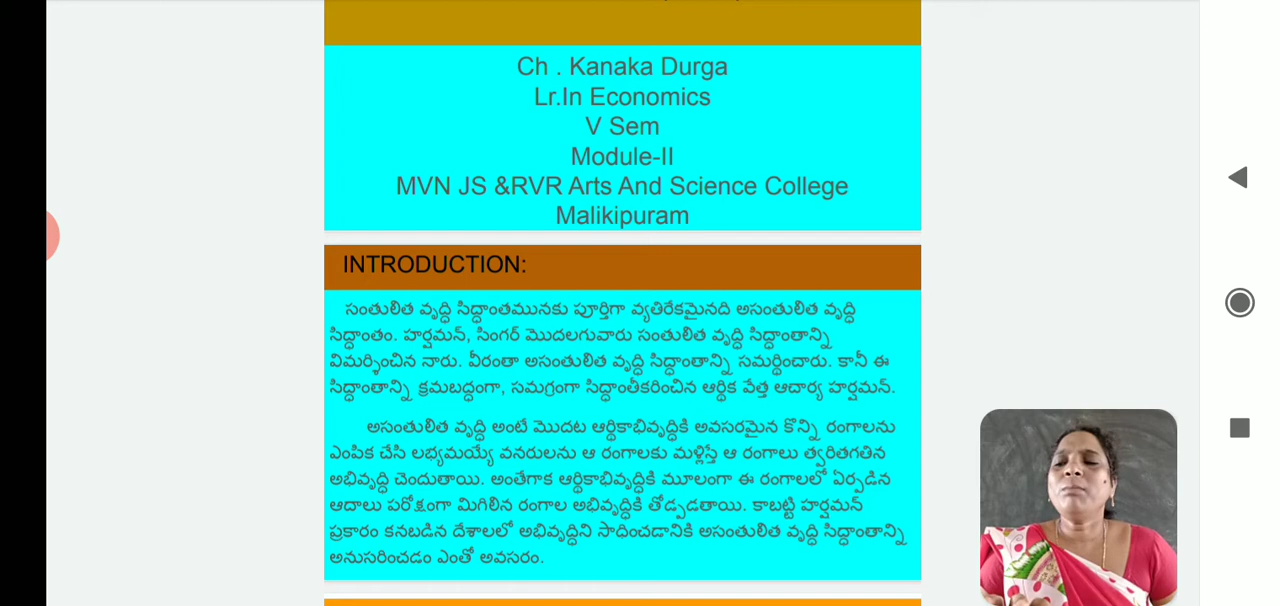 Ch . Kanaka Durga
Lr.In Economics
V Sem
Module-II
MVN JS &RVR Arts And Science College
Malikipuram
INTRODUCTION:
సంతులిత వృద్ధి సిద్ధాంతమునకు పూర్తిగా వ్యతిరేకమైనది అసంతులిత వృద్ధి
సిద్ధాంతం. హర్షమన్, సింగర్ మొదలగువారు సంతులిత వృద్ధి సిద్ధాంతాన్ని
విమర్శించిన నారు. వీరంతా అసంతులిత వృద్ధి సిద్ధాంతాన్ని సమర్థించారు. కానీ ఈ
సిద్ధాంతాన్ని క్రమబద్ధంగా, సమగ్రంగా సిద్ధాంతీకరించిన ఆర్థిక వేత్త ఆచార్య హర్షమన్.
అసంతులిత వృద్ధి అంటే మొదట ఆర్థికాభివృద్ధికి అవసరమైన కొన్ని రంగాలను
ఎంపిక చేసి లభ్యమయ్యే వనరులను ఆ రంగాలకు మళ్లిస్తే ఆ రంగాలు త్వరితగతిన
అభివృద్ధి చెందుతాయి. అంతేగాక ఆర్థికాభివృద్ధికి మూలంగా ఈ రంగాలలో ఏర్పడిన
ఆదాలు పరోక్షంగా మిగిలిన రంగాల అభివృద్ధికి తోడ్పడతాయి. కాబట్టి హర్షమన్
ప్రకారం కనబడిన దేశాలలో అభివృద్ధిని సాధించడానికి అసంతులిత వృద్ధి సిద్ధాంతాన్ని
అనుసరించడం ఎంతో అవసరం.